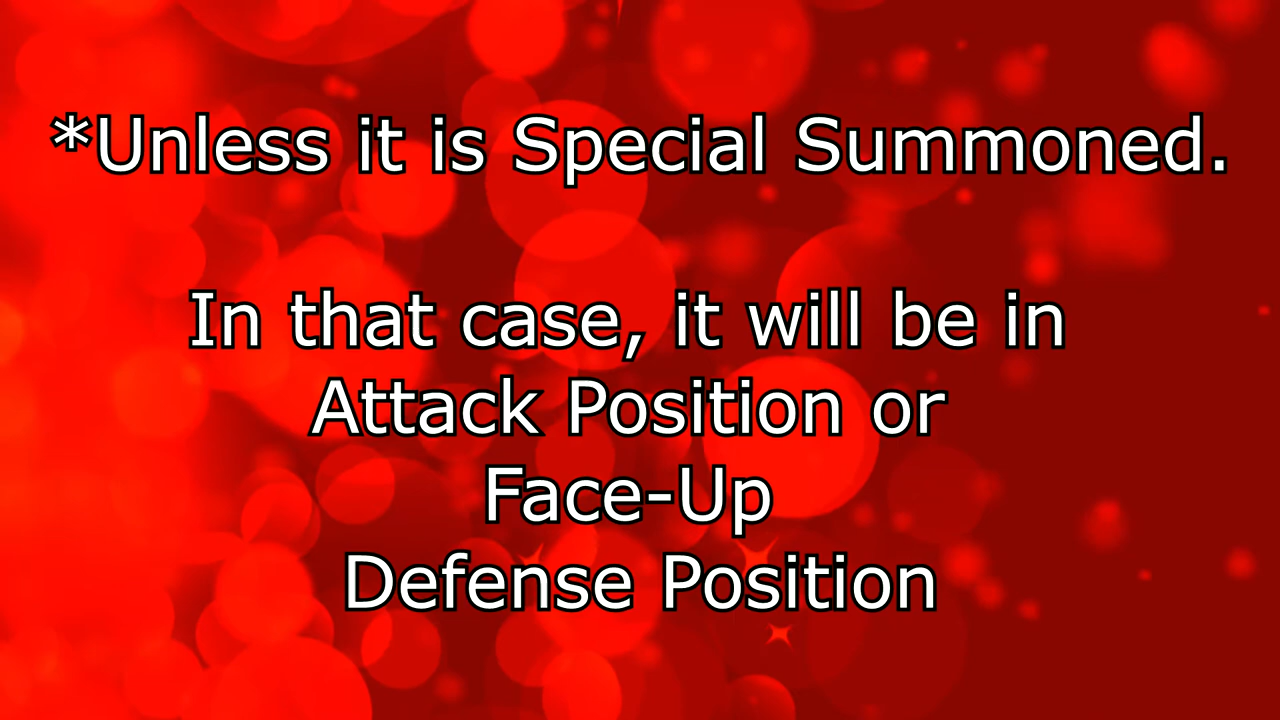 *Unless it is Special Summoned.
In that case, it will be in
Attack Position or
Face-Up
Defense Position